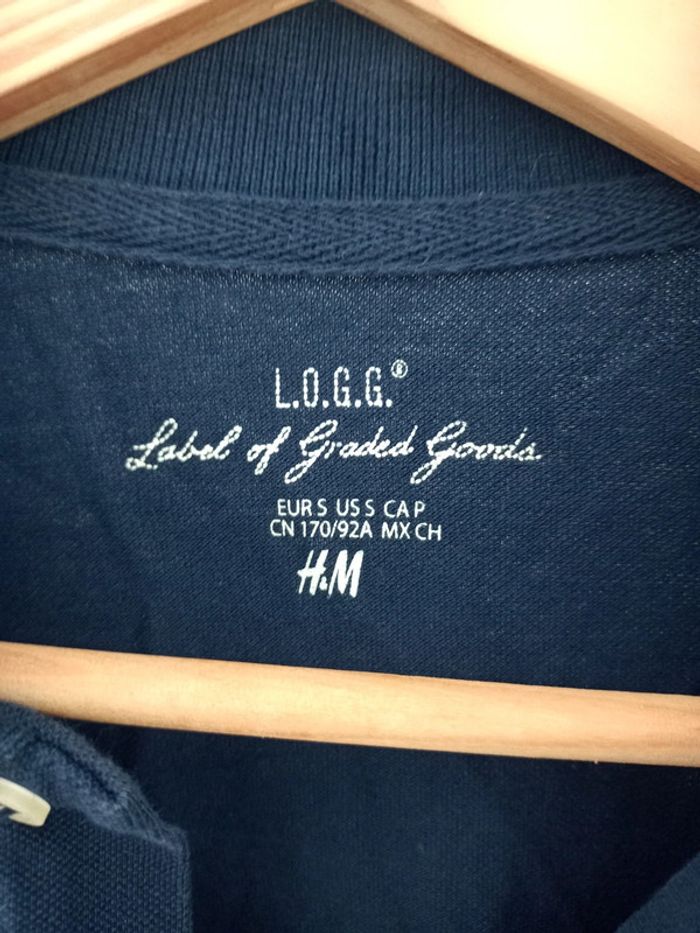 L.O.G.G.®
Label of Graded Goods
EUR S US S CA P
CN 170/92A MX CH
H&M